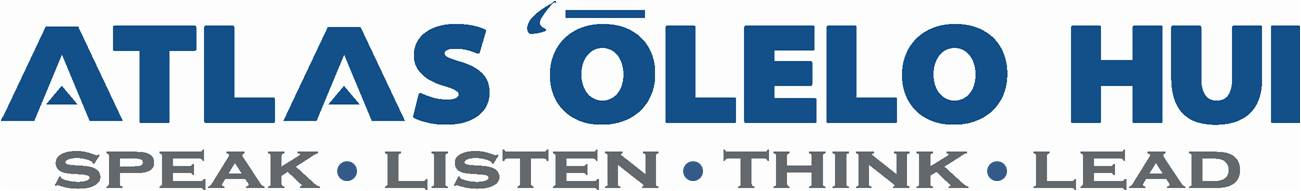 ATLAS ʻŌLELO HUI
SPEAK • LISTEN • THINK • LEAD